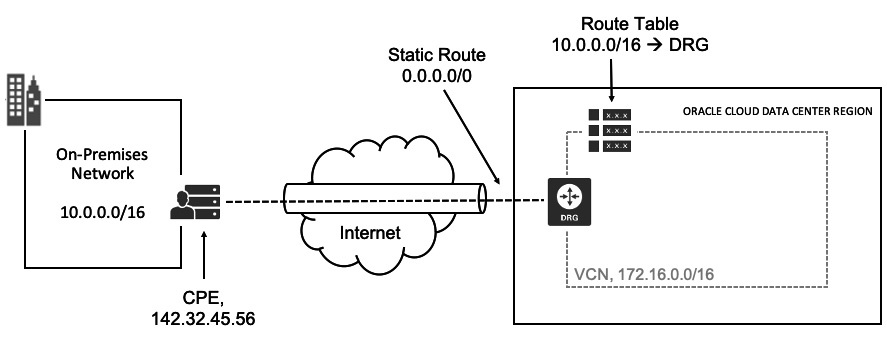 Route Table
10.0.0.0/16 → DRG
Static Route
0.0.0.0/0
ORACLE CLOUD DATA CENTER REGION
x.x.x
x.x.x
x.x.x
On-Premises
Network
10.0.0.0/16
DRG
Internet
VCN, 172.16.0.0/16
CPE,
142.32.45.56